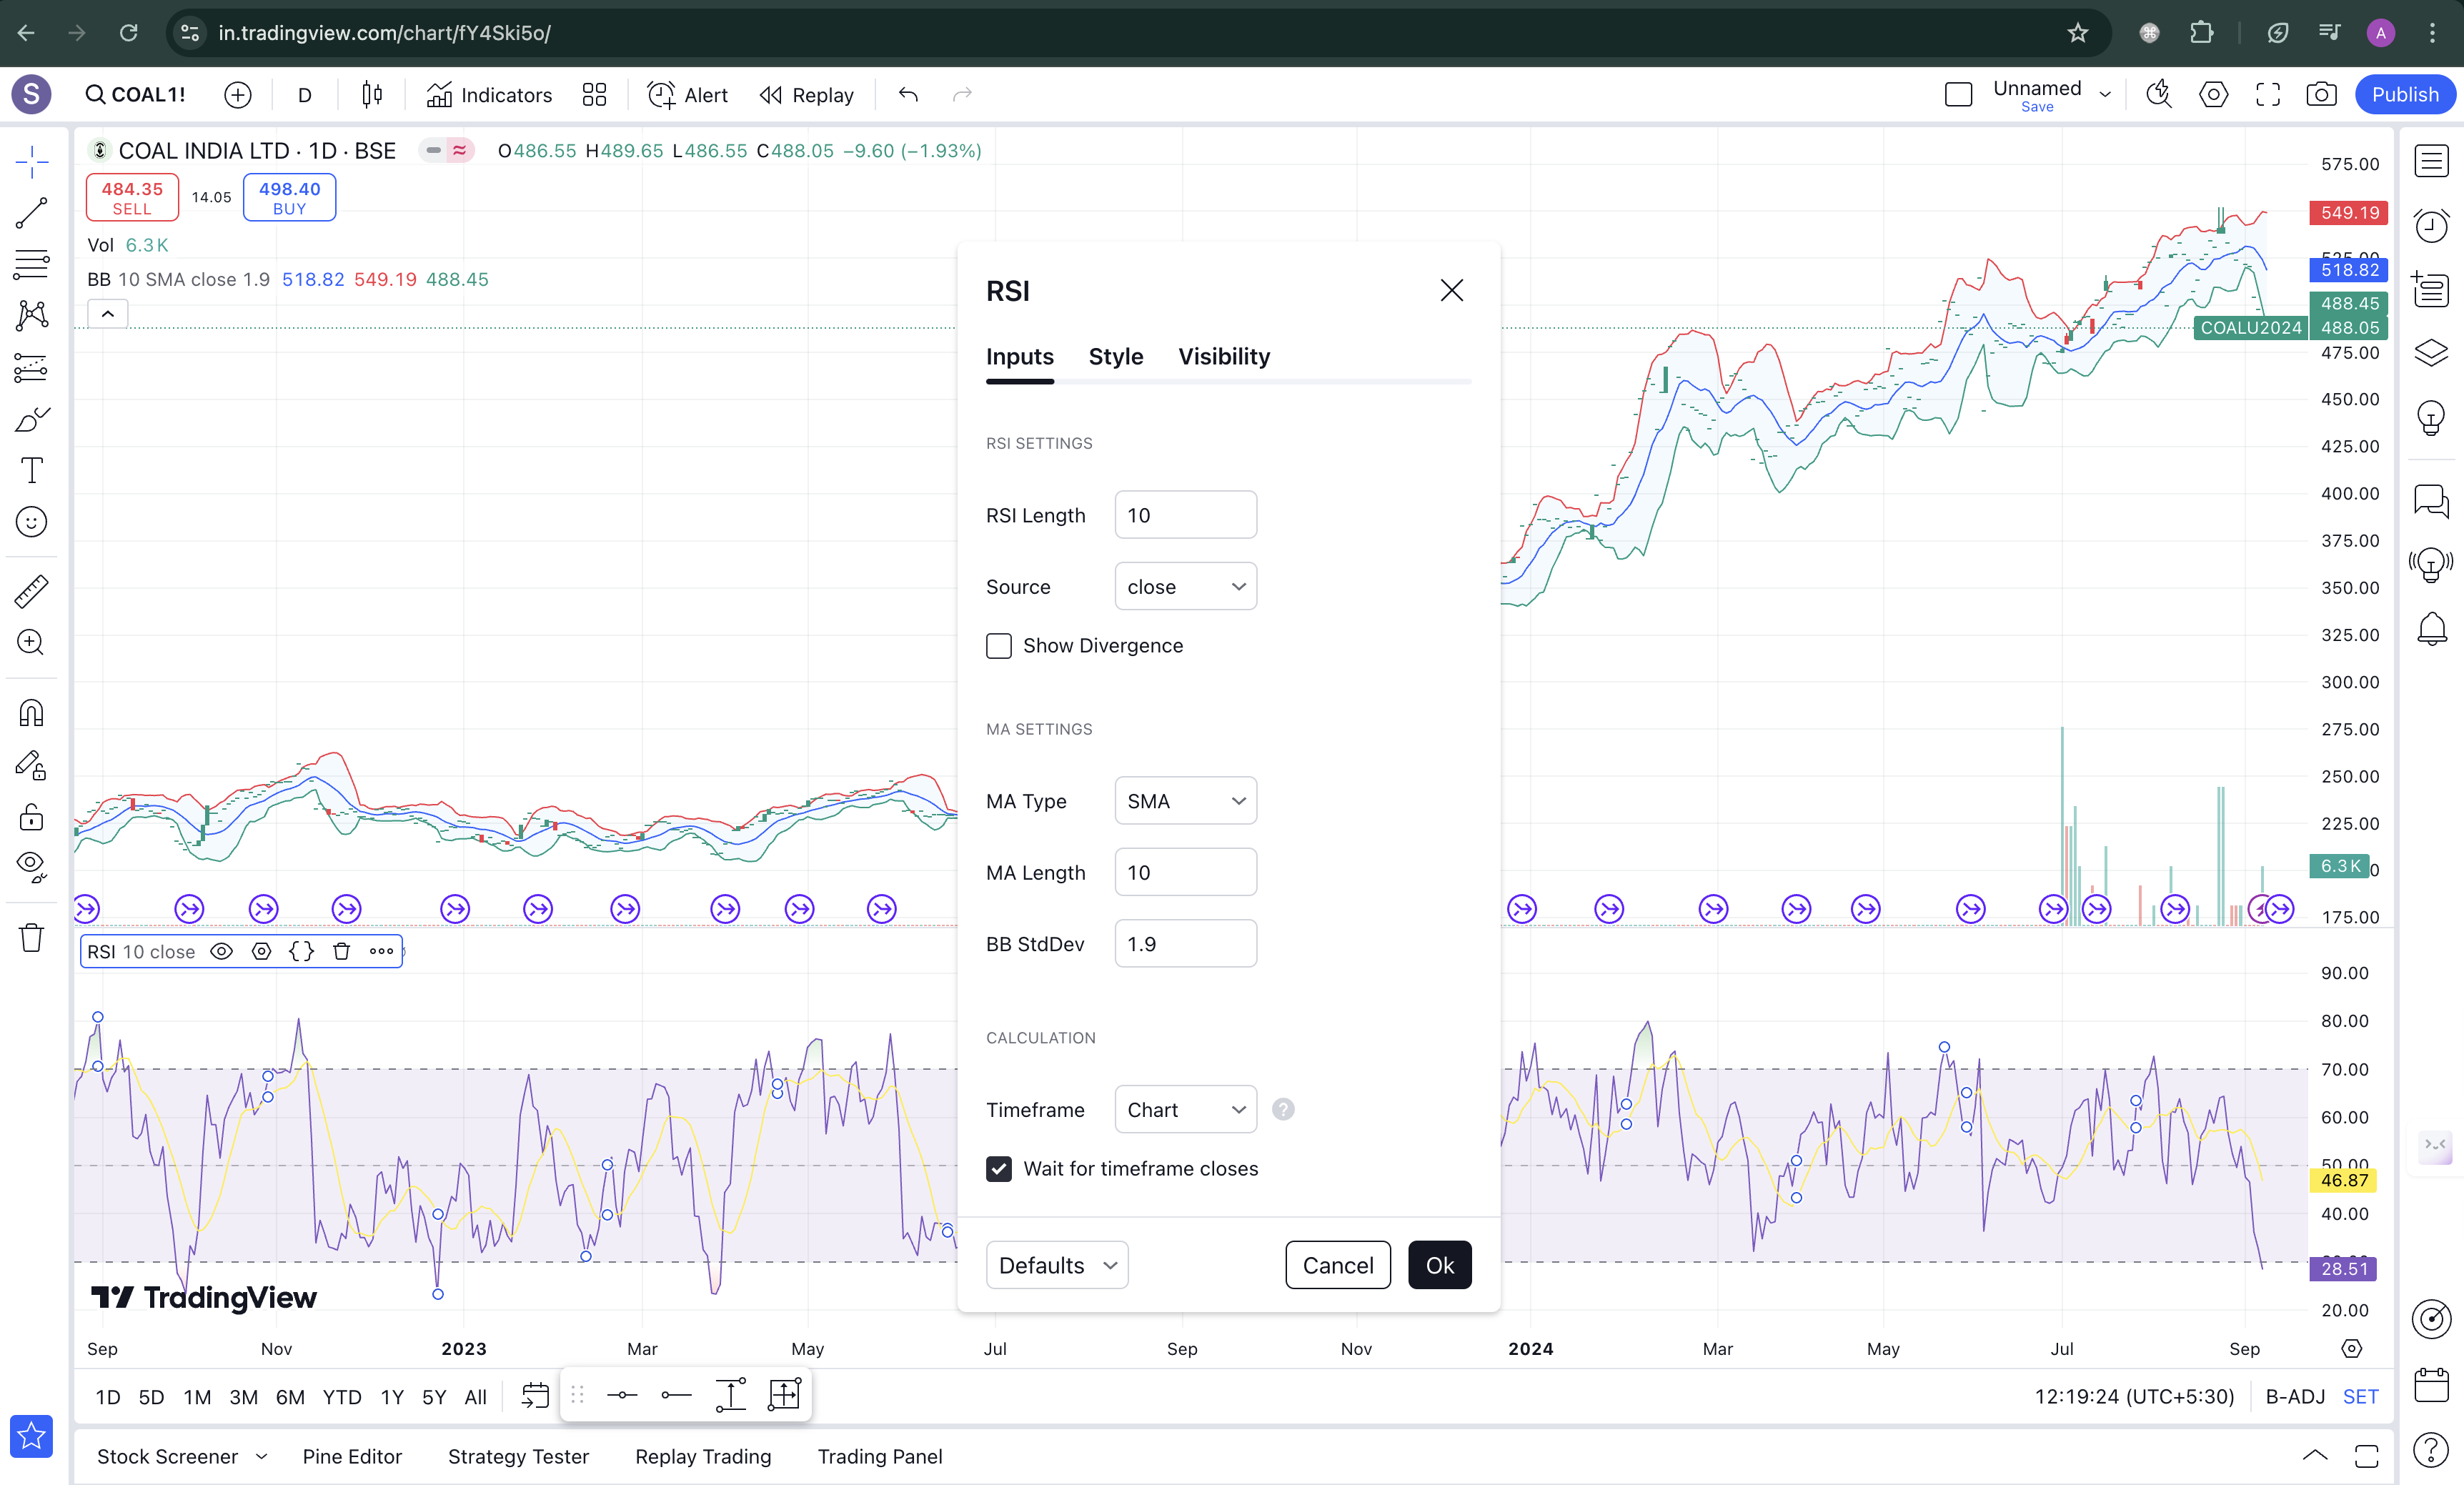 in.tradingview.com/chart/fY4Ski5o/
A
S
COAL1!
D
Indicators
Alert
Replay
Unnamed
Save
Publish
COAL INDIA LTD · 1D · BSE
O486.55 H489.65 L486.55 C488.05 −9.60 (−1.93%)
484.35
SELL
14.05
498.40
BUY
Vol 6.3K
BB 10 SMA close 1.9 518.82 549.19 488.45
575.00
549.19
518.82
488.45
COALU2024 488.05
475.00
450.00
425.00
400.00
375.00
350.00
325.00
300.00
275.00
250.00
225.00
6.3K
175.00
RSI
Inputs Style Visibility
RSI SETTINGS
RSI Length 10
Source close
Show Divergence
MA SETTINGS
MA Type SMA
MA Length 10
BB StdDev 1.9
CALCULATION
Timeframe Chart ?
Wait for timeframe closes
Defaults Cancel Ok
RSI 10 close
90.00
80.00
70.00
60.00
50.00
46.87
40.00
28.51
20.00
TradingView
Sep Nov 2023 Mar May Jul Sep Nov 2024 Mar May Jul Sep
1D 5D 1M 3M 6M YTD 1Y 5Y All
12:19:24 (UTC+5:30) B-ADJ SET
Stock Screener Pine Editor Strategy Tester Replay Trading Trading Panel